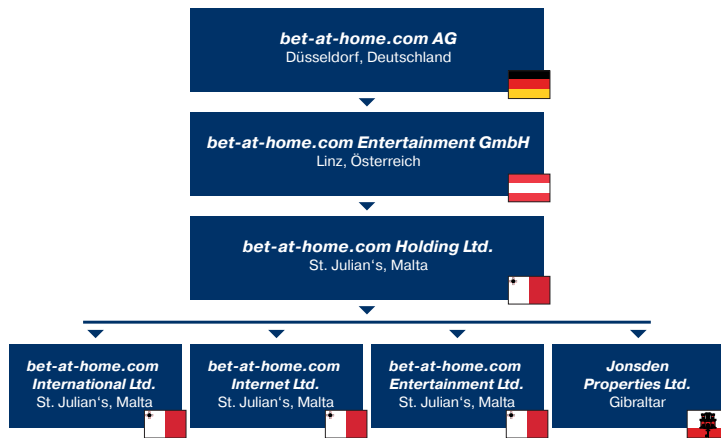 bet-at-home.com AG
Düsseldorf, Deutschland
bet-at-home.com Entertainment GmbH
Linz, Österreich
bet-at-home.com Holding Ltd.
St. Julian‘s, Malta
bet-at-home.com
International Ltd.
St. Julian‘s, Malta
bet-at-home.com
Internet Ltd.
St. Julian‘s, Malta
bet-at-home.com
Entertainment Ltd.
St. Julian‘s, Malta
Jonsden
Properties Ltd.
Gibraltar